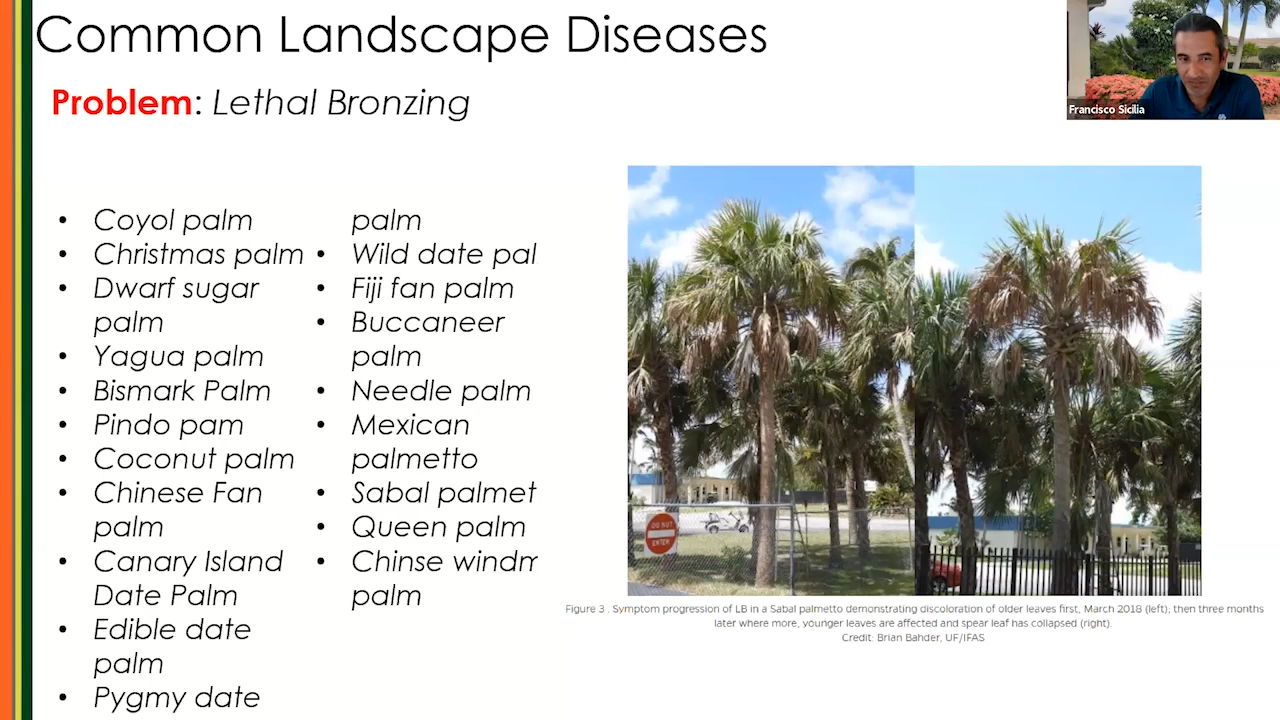 Common Landscape Diseases
Problem: Lethal Bronzing
Francisco Sicilia
• Coyol palm
• Christmas palm
• Dwarf sugar
palm
• Yagua palm
• Bismark Palm
• Pindo pam
• Coconut palm
• Chinese Fan
palm
• Canary Island
Date Palm
• Edible date
palm
• Pygmy date
palm
• Wild date pal
• Fiji fan palm
• Buccaneer
palm
• Needle palm
• Mexican
palmetto
• Sabal palmet
• Queen palm
• Chinse windm
palm
DO NOT
ENTER
Figure 3 . Symptom progression of LB in a Sabal palmetto demonstrating discoloration of older leaves first, March 2018 (left); then three months
later where more, younger leaves are affected and spear leaf has collapsed (right).
Credit: Brian Bahder, UF/IFAS